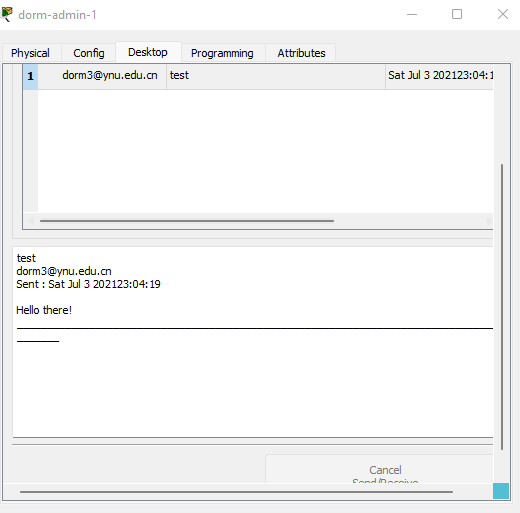 dorm-admin-1
Physical Config Desktop Programming Attributes
1 dorm3@ynu.edu.cn test Sat Jul 3 202123:04:1
test
dorm3@ynu.edu.cn
Sent : Sat Jul 3 202123:04:19
Hello there!
Cancel
Send/Receive